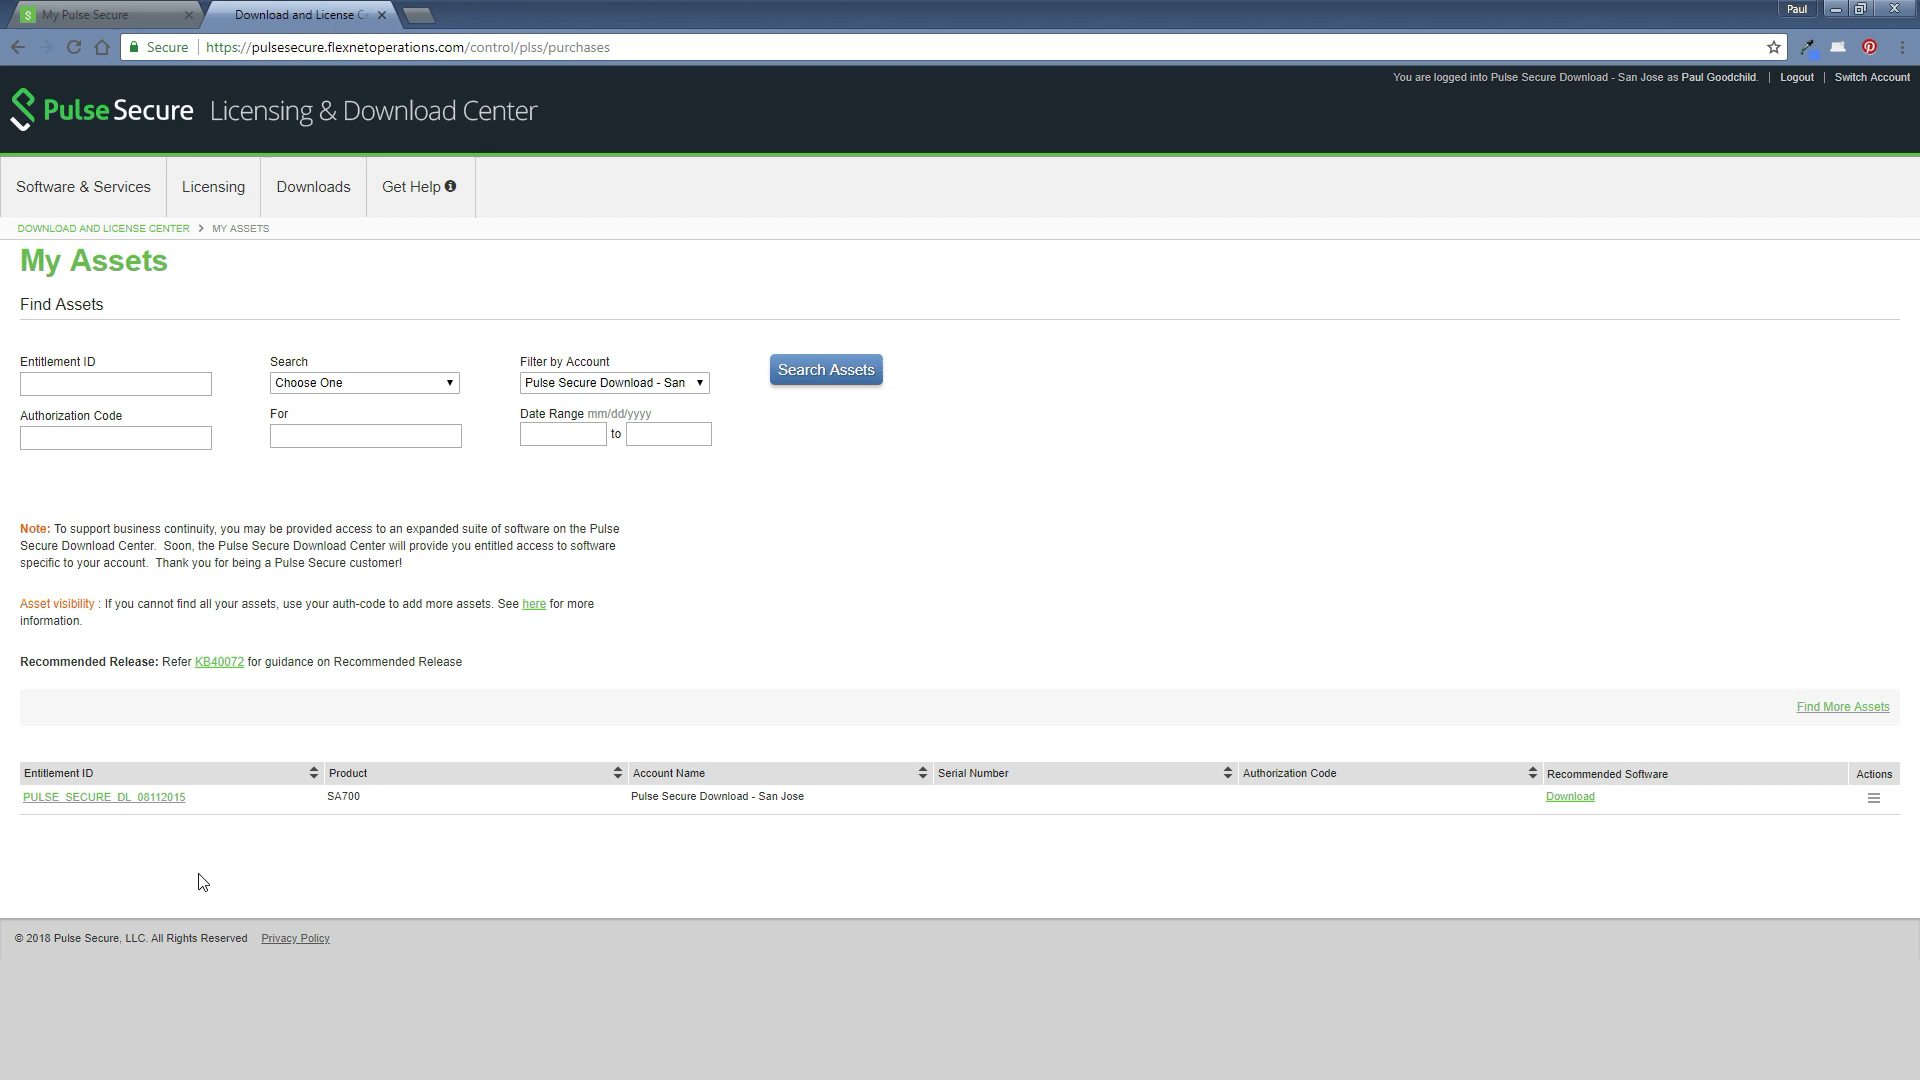 My Pulse Secure
Download and License
Paul
Secure
https://pulsesecure.flexnetoperations.com/control/plss/purchases
You are logged into Pulse Secure Download - San Jose as Paul Goodchild. | Logout | Switch Account
Pulse Secure Licensing & Download Center
Software & Services
Licensing
Downloads
Get Help
DOWNLOAD AND LICENSE CENTER > MY ASSETS
My Assets
Find Assets
Entitlement ID
Search
Filter by Account
Search Assets
Choose One
Pulse Secure Download - San
Authorization Code
For
Date Range mm/dd/yyyy
to
Note: To support business continuity, you may be provided access to an expanded suite of software on the Pulse
Secure Download Center. Soon, the Pulse Secure Download Center will provide you entitled access to software
specific to your account. Thank you for being a Pulse Secure customer!
Asset visibility : If you cannot find all your assets, use your auth-code to add more assets. See here for more
information.
Recommended Release: Refer KB40072 for guidance on Recommended Release
Find More Assets
Entitlement ID Product Account Name Serial Number Authorization Code Recommended Software Actions
PULSE_SECURE_DL_08112015 SA700 Pulse Secure Download - San Jose Download
© 2018 Pulse Secure, LLC. All Rights Reserved Privacy Policy